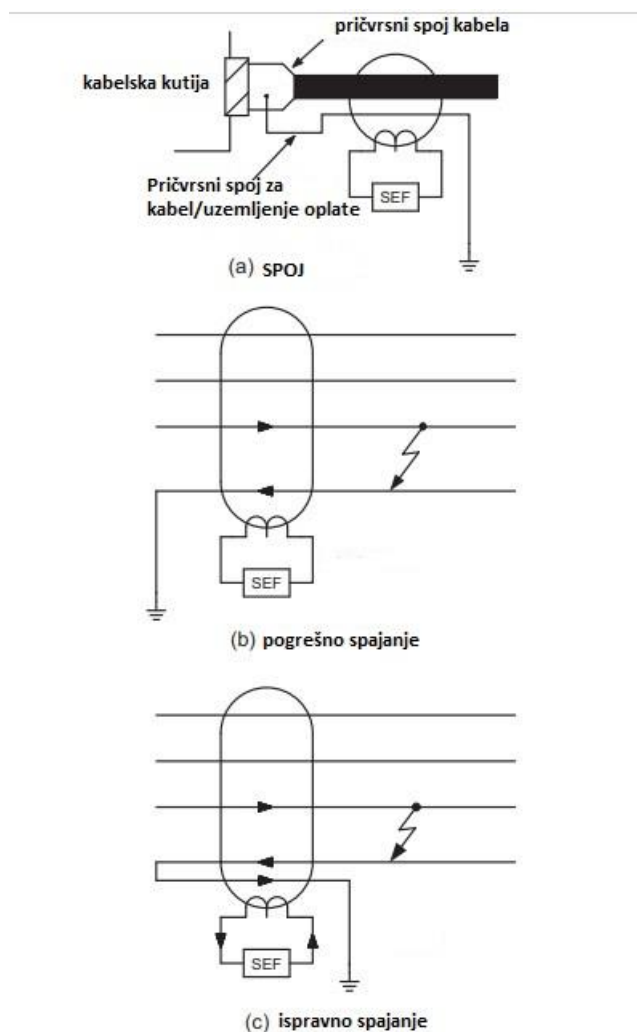 pričvrsni spoj kabela
kabelska kutija
Pričvrsni spoj za
kabel/uzemljenje oplate
SEF
(a) SPOJ
SEF
(b) pogrešno spajanje
SEF
(c) ispravno spajanje